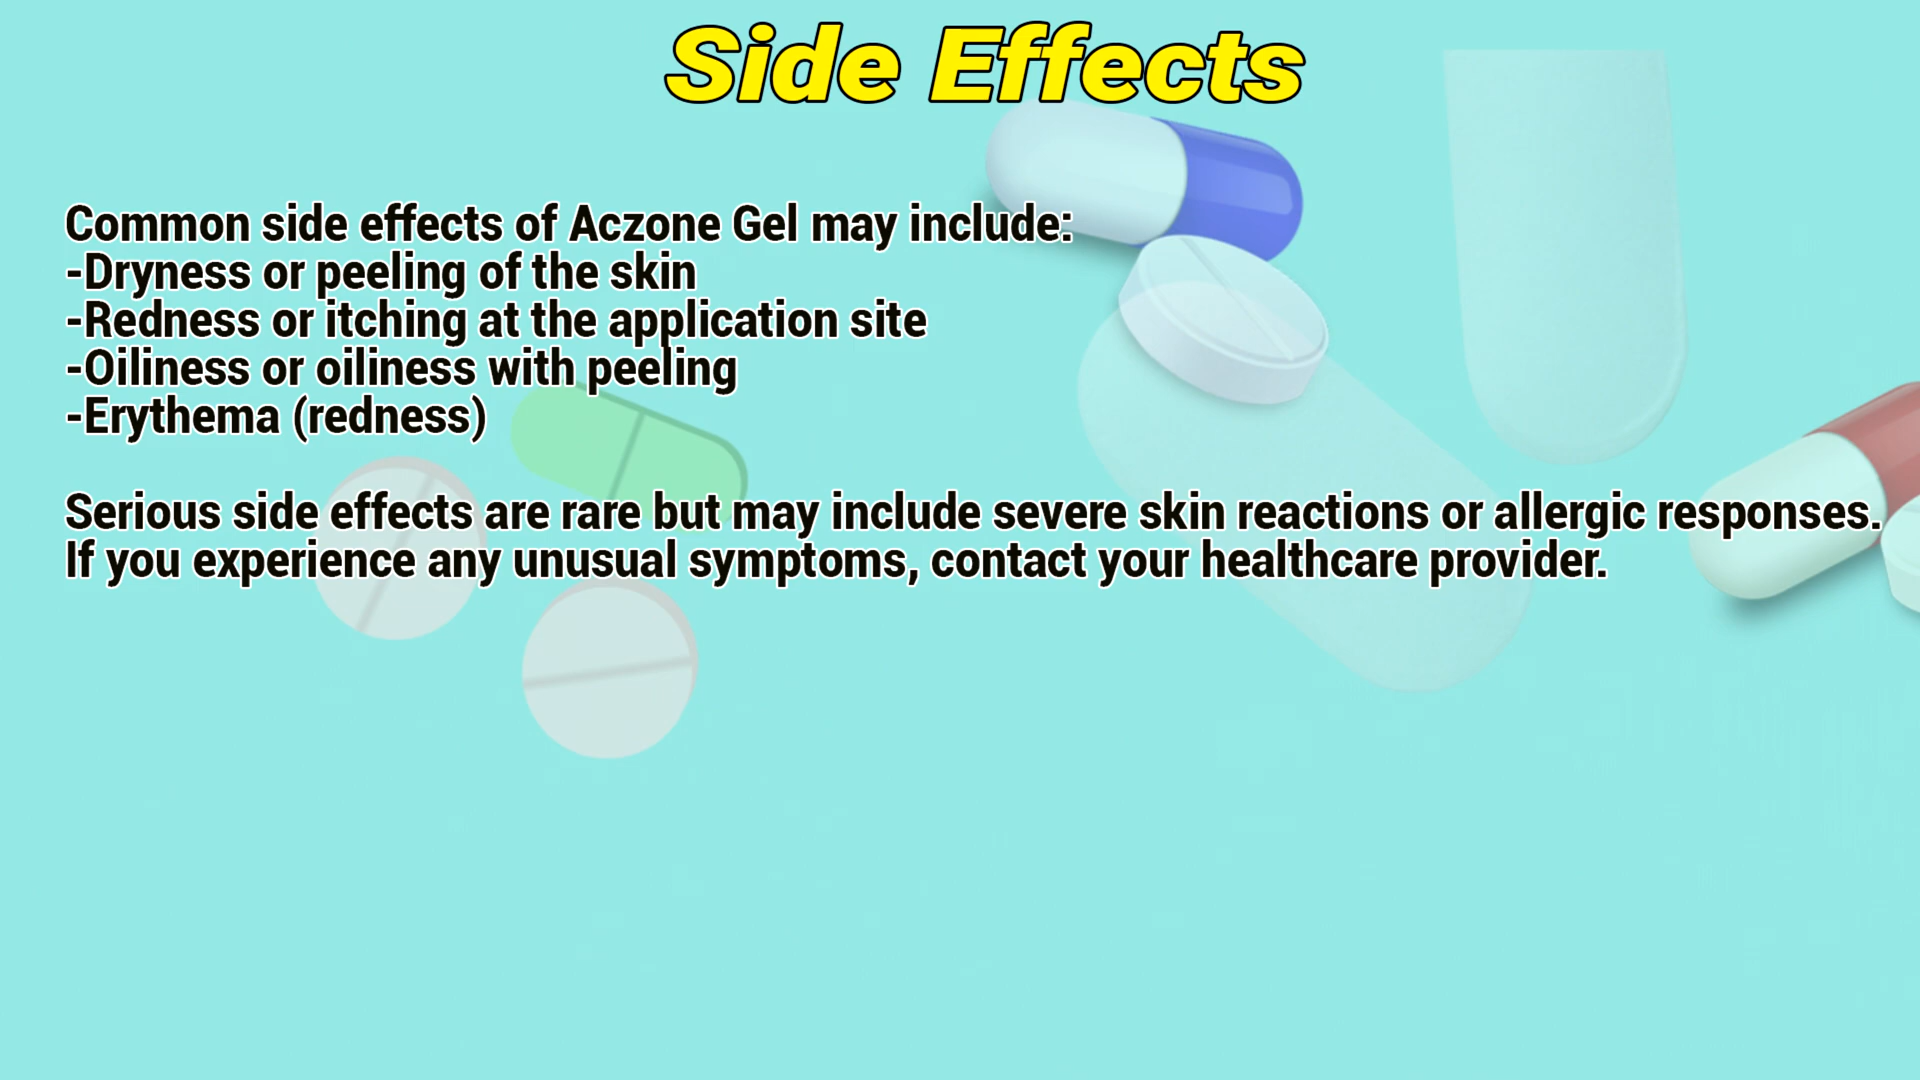 Side Effects
Common side effects of Aczone Gel may include:
-Dryness or peeling of the skin
-Redness or itching at the application site
-Oiliness or oiliness with peeling
-Erythema (redness)
Serious side effects are rare but may include severe skin reactions or allergic responses.
If you experience any unusual symptoms, contact your healthcare provider.